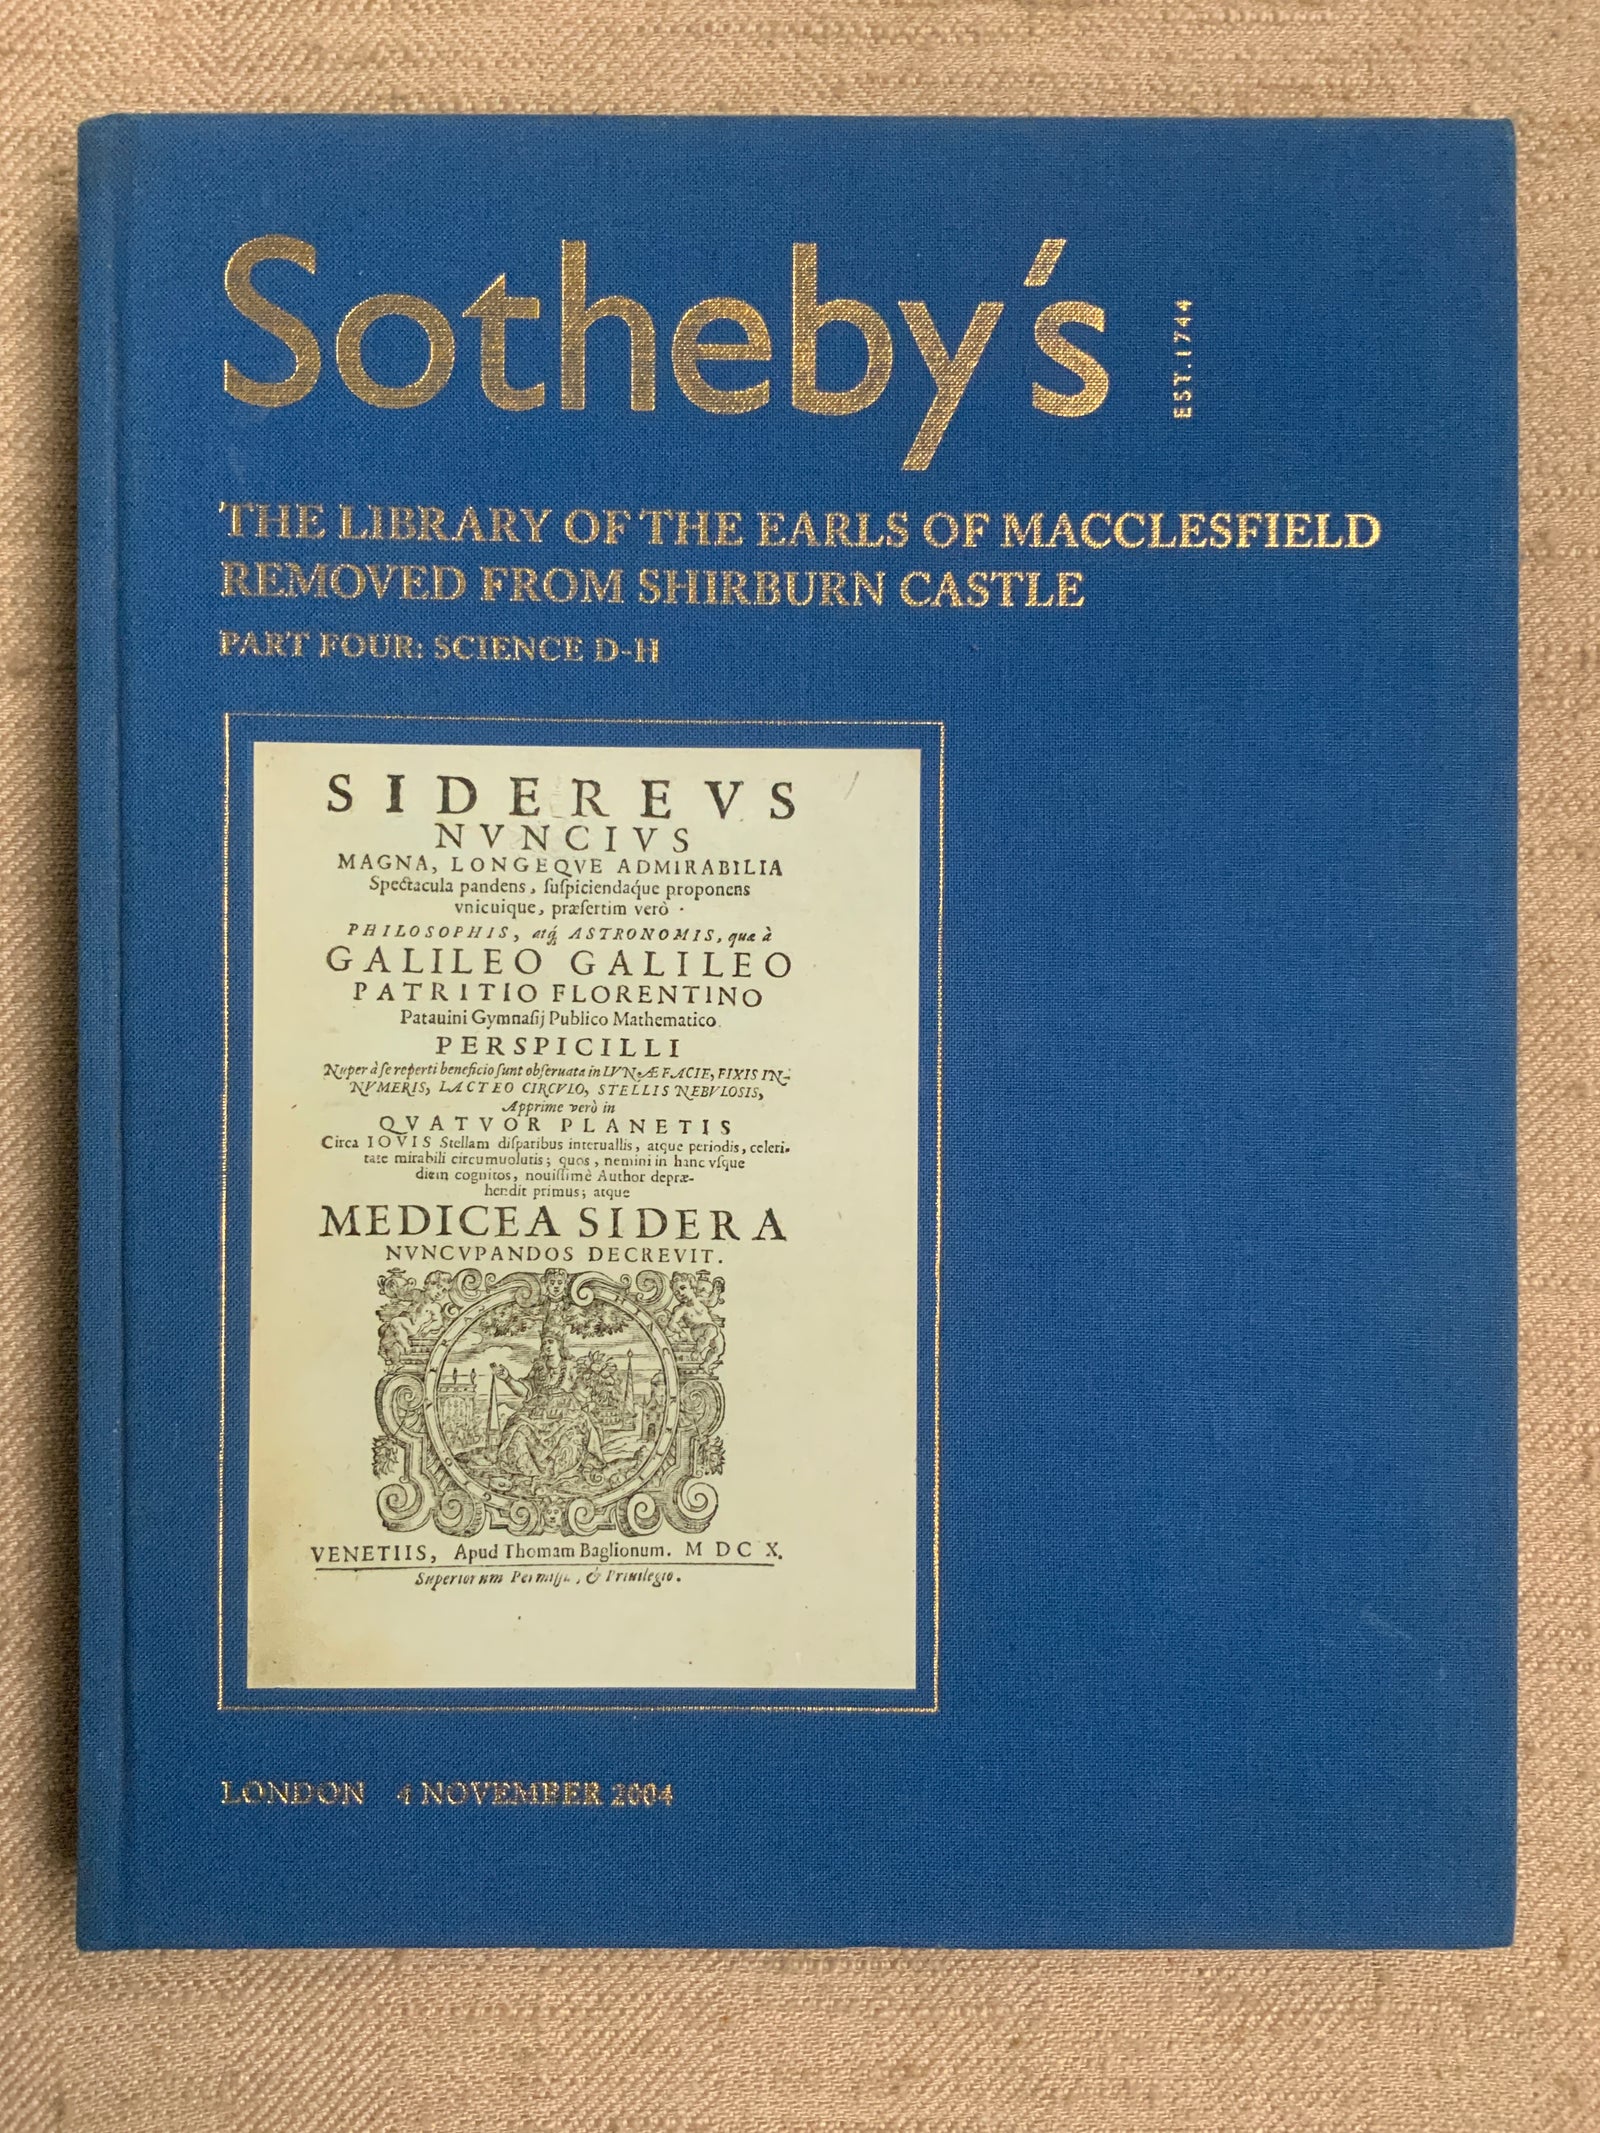 Sotheby's
EST.1744
THE LIBRARY OF THE EARLS OF MACCLESFIELD
REMOVED FROM SHIRBURN CASTLE
PART FOUR: SCIENCE D-H
SIDEREVS
NVNCIVS
MAGNA, LONGEQVE ADMIRABILIA
Spectacula pandens, ſuſpiciendaq́ue proponens
vnicuique, præſertim verò
PHILOSOPHIS, atq́ ASTRONOMIS, quæ à
GALILEO GALILEO
PATRITIO FLORENTINO
Patauini Gymnaſij Publico Mathematico
PERSPICILLI
Nuper à ſe reperti beneficio ſunt obſeruata in LVNÆ FACIE, FIXIS IN-
NVMERIS, LACTEO CIRCVLO, STELLIS NEBVLOSIS,
Apprime verò in
QVATVOR PLANETIS
Circa IOVIS Stellam diſparibus interuallis, atque periodis, celeri-
tate mirabili circumuolutis; quos, nemini in hanc vſque
diem cognitos, nouiſſimè Author depræ-
hendit primus; atque
MEDICEA SIDERA
NVNCVPANDOS DECREVIT.
VENETIIS, Apud Thomam Baglionum. M DC X.
Superiorum Permiſſu, & Priuilegio.
LONDON 4 NOVEMBER 2004